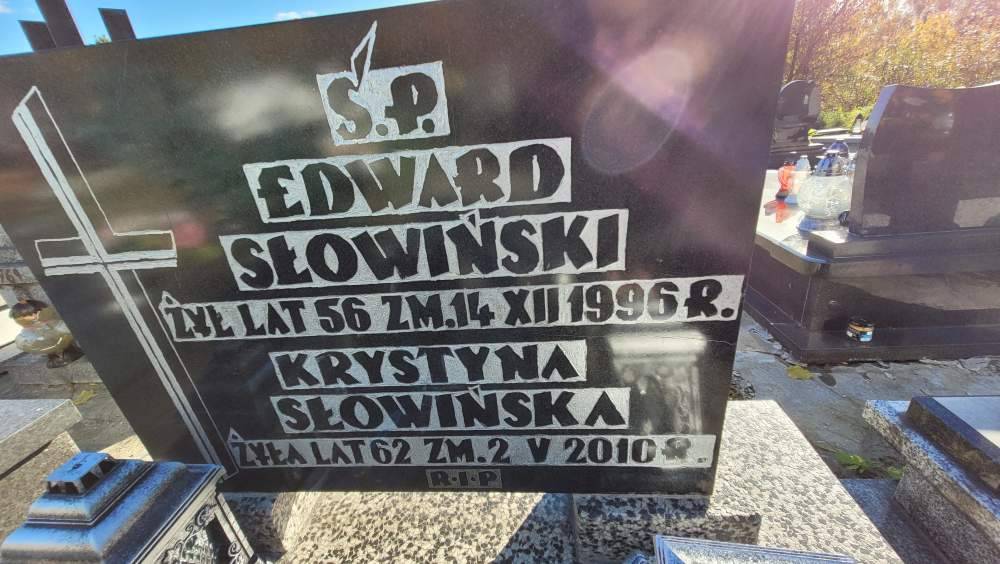 Ś.P.
EDWARD
SŁOWIŃSKI
ŻYŁ LAT 56 ZM.14 XII 1996 R.
KRYSTYNA
SŁOWIŃSKA
ŻYŁA LAT 62 ZM. 2 V 2010 R.
R·I·P